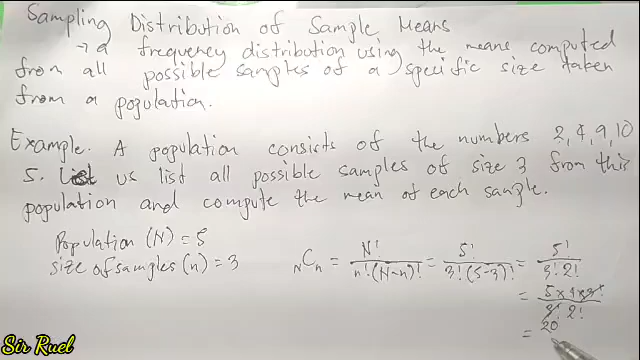 Sampling Distribution of Sample Means
→ a frequency distribution using the means computed
from all possible samples of a specific size taken
from a population.
Example. A population consists of the numbers 2, 4, 9, 10
5. Let us list all possible samples of size 3 from this
population and compute the mean of each sample.
Population (N) = 5
size of samples (n) = 3
NCn = N! / n!(N-n)! = 5! / 3!(5-3)! = 5! / 3!2!
= 5x4x3! / 3!2!
= 20
Sir Ruel